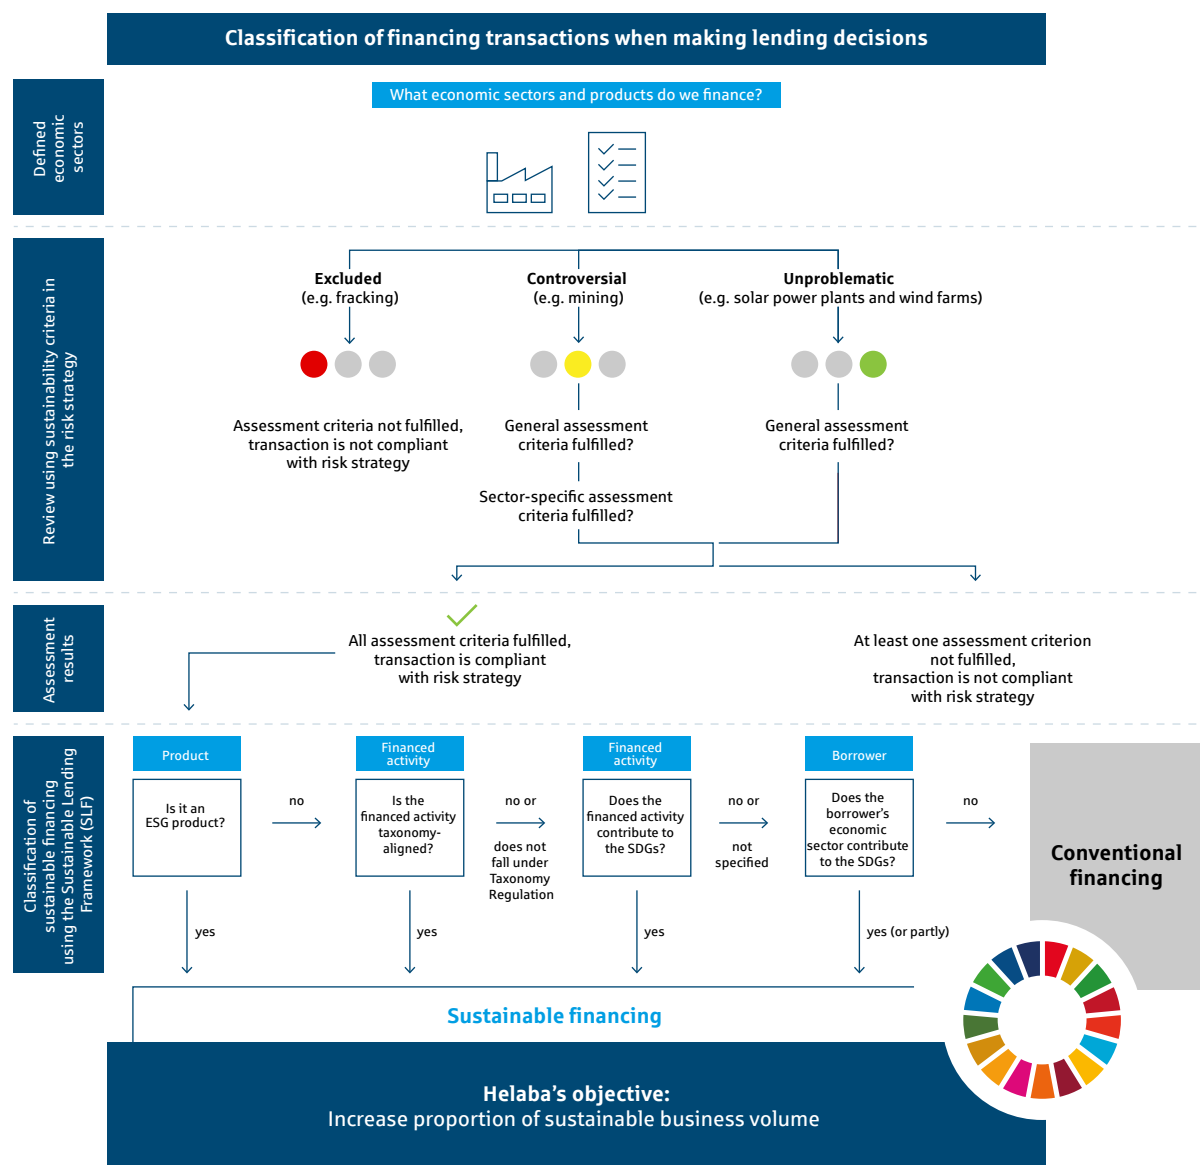 Classification of financing transactions when making lending decisions
Defined
economic
sectors
What economic sectors and products do we finance?
Review using sustainability criteria in
the risk strategy
Excluded
(e.g. fracking)
Controversial
(e.g. mining)
Unproblematic
(e.g. solar power plants and wind farms)
Assessment criteria not fulfilled,
transaction is not compliant
with risk strategy
General assessment
criteria fulfilled?
General assessment
criteria fulfilled?
Sector-specific assessment
criteria fulfilled?
Assessment
results
All assessment criteria fulfilled,
transaction is compliant
with risk strategy
At least one assessment criterion
not fulfilled,
transaction is not compliant
with risk strategy
Classification of
sustainable financing
using the Sustainable Lending
Framework (SLF)
Product
Is it an
ESG product?
no
yes
Financed
activity
Is the
financed activity
taxonomy-
aligned?
no or
does not
fall under
Taxonomy
Regulation
yes
Financed
activity
Does the
financed activity
contribute to
the SDGs?
no or
not
specified
yes
Borrower
Does the
borrower's
economic
sector contribute
to the SDGs?
no
yes (or partly)
Conventional
financing
Sustainable financing
Helaba's objective:
Increase proportion of sustainable business volume